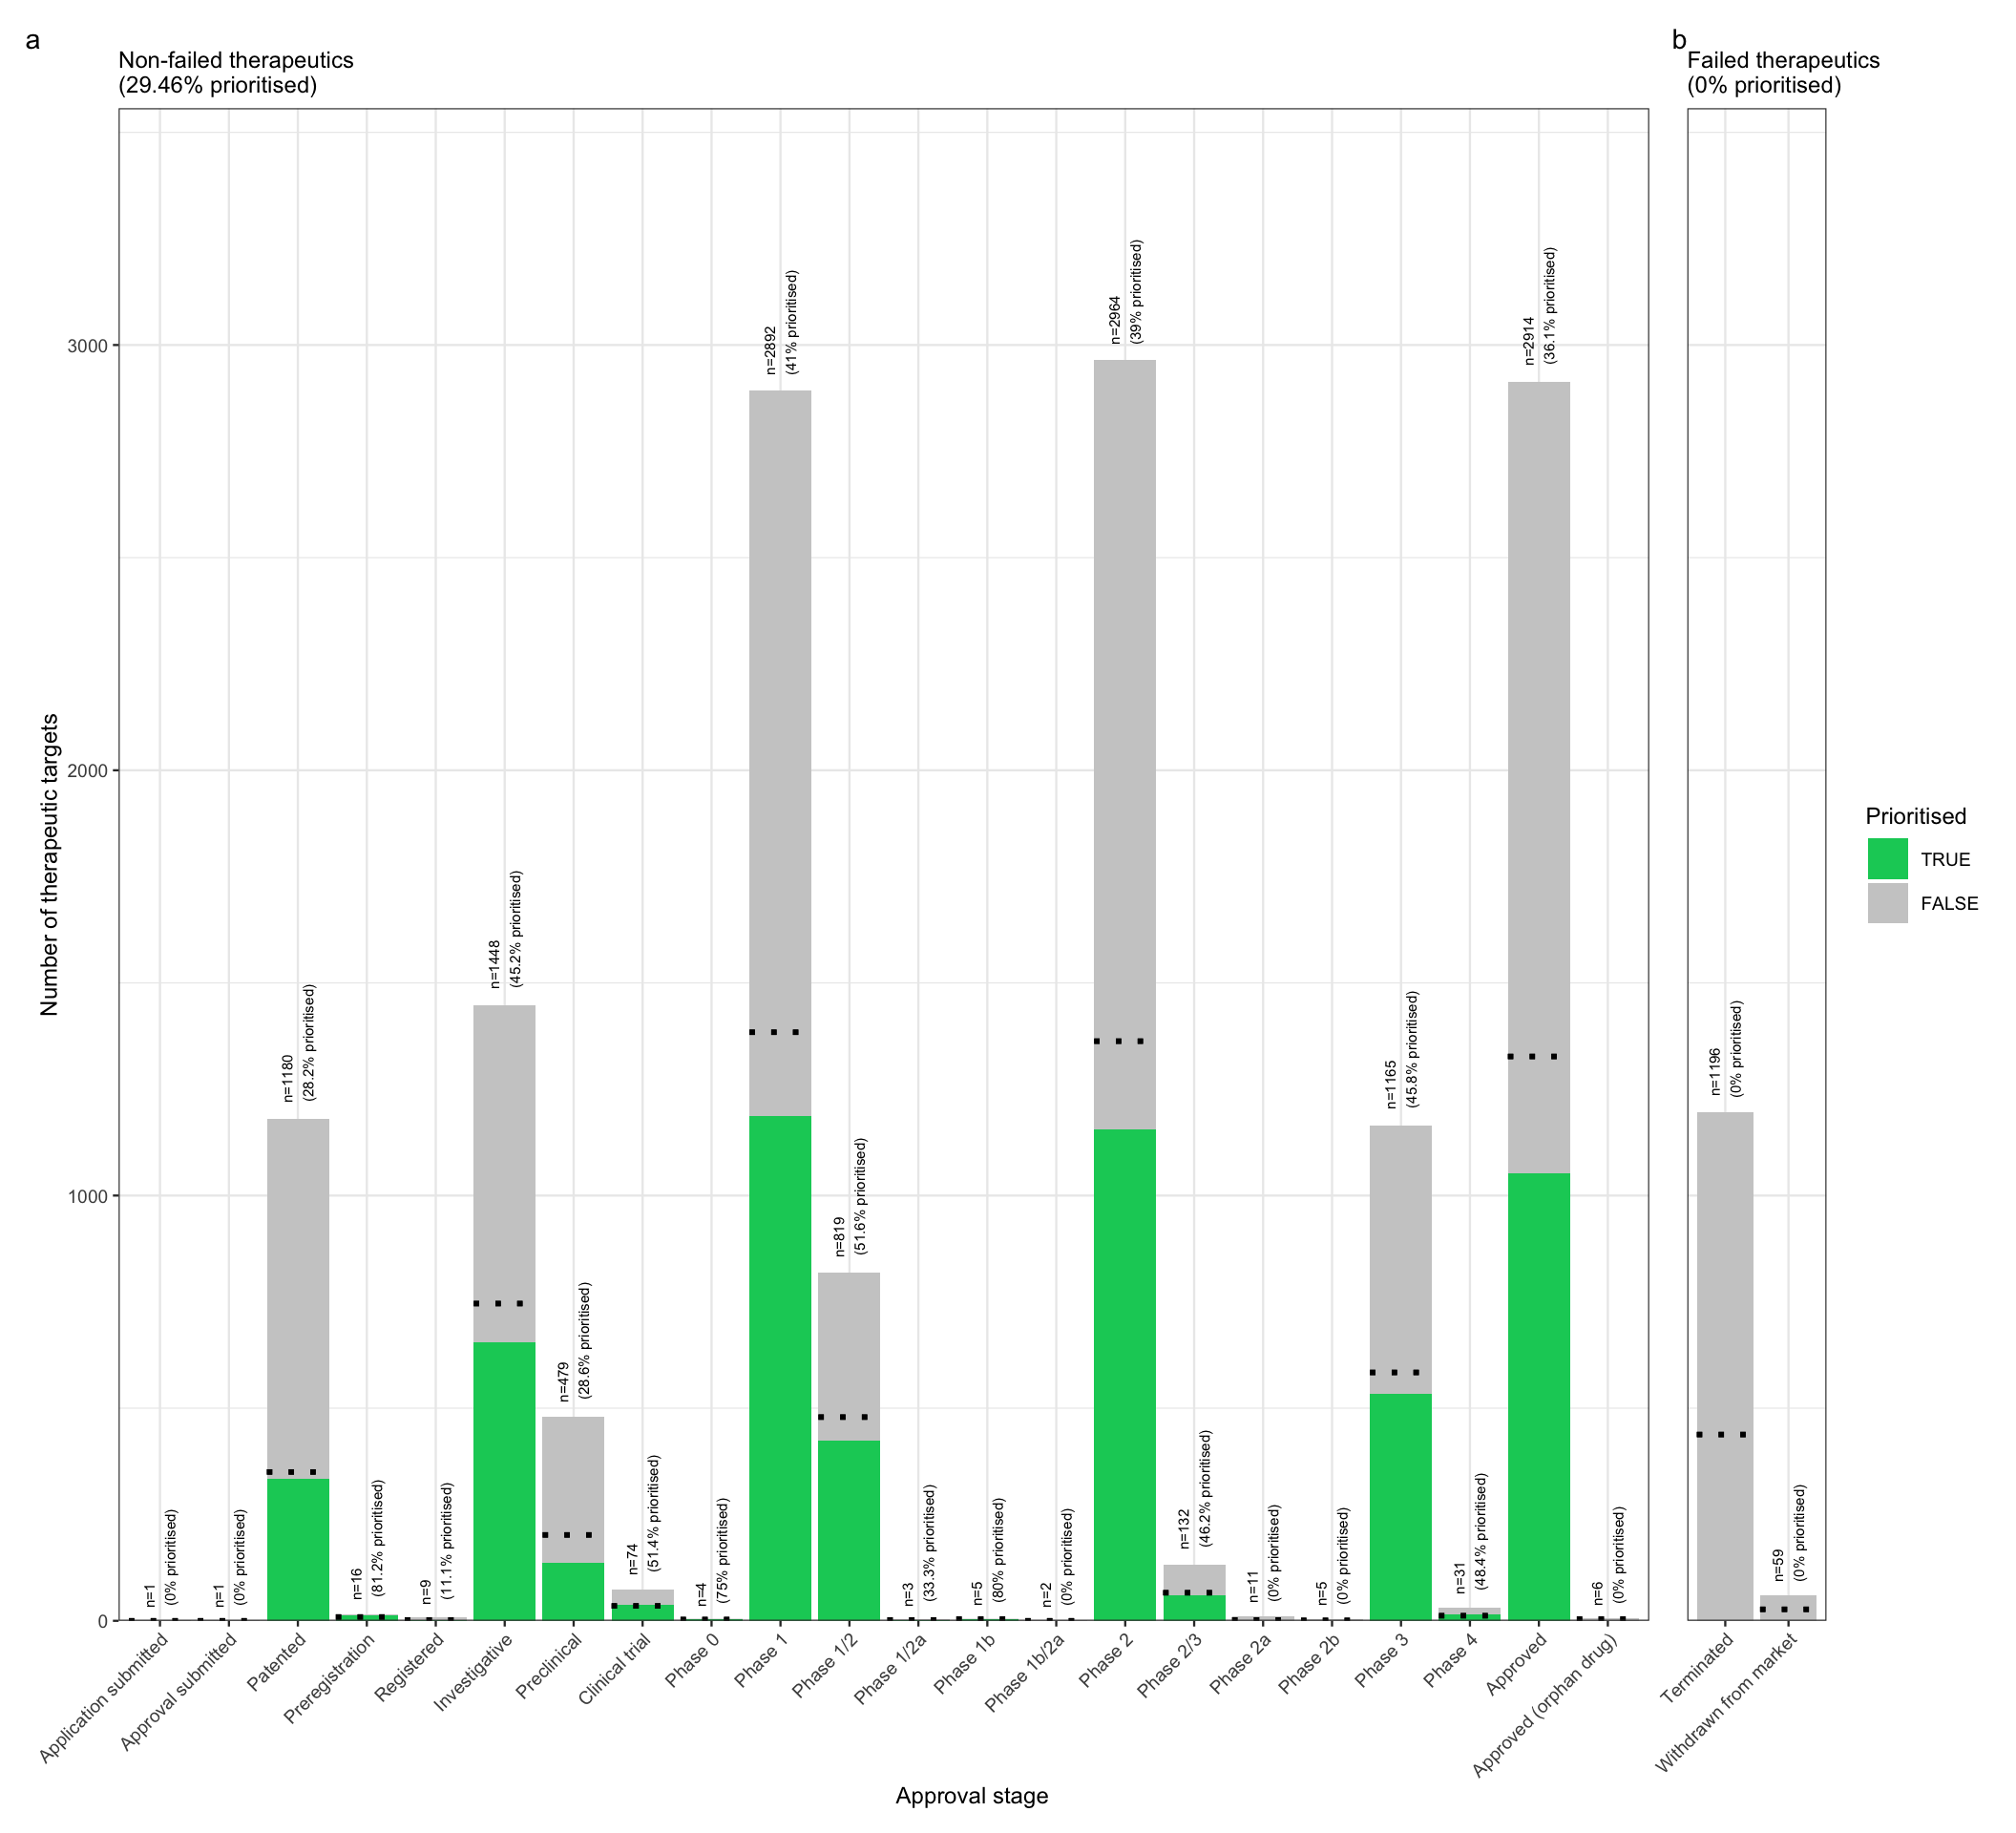 a
Non-failed therapeutics
(29.46% prioritised)
b
Failed therapeutics
(0% prioritised)
Number of therapeutic targets
3000
2000
1000
0
n=1
(0% prioritised)
n=1
(0% prioritised)
n=1180
(28.2% prioritised)
n=16
(81.2% prioritised)
n=9
(11.1% prioritised)
n=1448
(45.2% prioritised)
n=479
(28.6% prioritised)
n=74
(51.4% prioritised)
n=4
(75% prioritised)
n=2892
(41% prioritised)
n=819
(51.6% prioritised)
n=3
(33.3% prioritised)
n=5
(80% prioritised)
n=2
(0% prioritised)
n=2964
(39% prioritised)
n=132
(46.2% prioritised)
n=11
(0% prioritised)
n=5
(0% prioritised)
n=1165
(45.8% prioritised)
n=31
(48.4% prioritised)
n=2914
(36.1% prioritised)
n=6
(0% prioritised)
n=1196
(0% prioritised)
n=59
(0% prioritised)
Application submitted
Approval submitted
Patented
Preregistration
Registered
Investigative
Preclinical
Clinical trial
Phase 0
Phase 1
Phase 1/2
Phase 1/2a
Phase 1b
Phase 1b/2a
Phase 2
Phase 2/3
Phase 2a
Phase 2b
Phase 3
Phase 4
Approved
Approved (orphan drug)
Terminated
Withdrawn from market
Approval stage
Prioritised
TRUE
FALSE